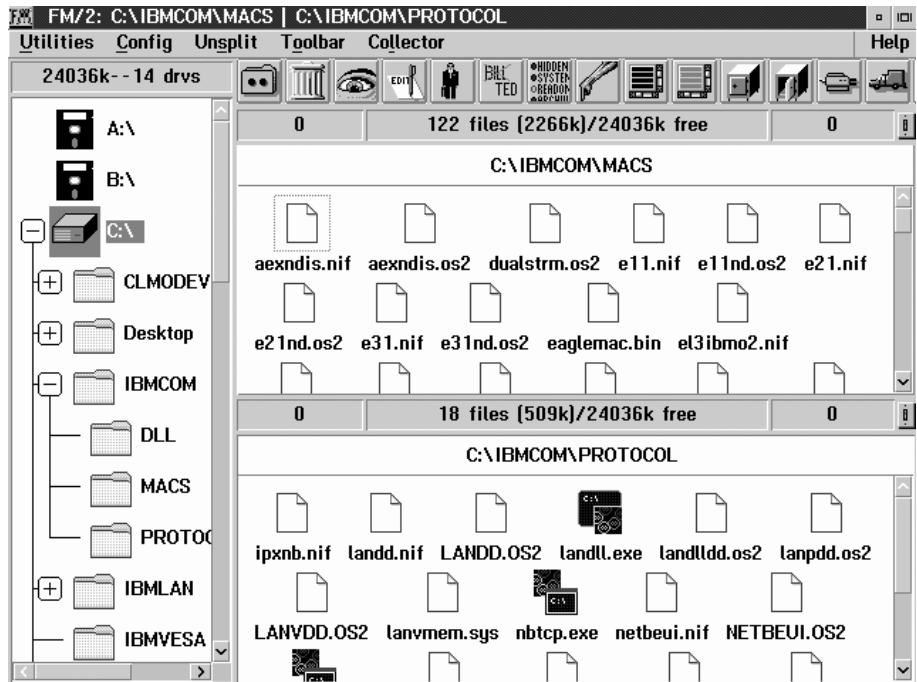 FM/2: C:\IBMCOM\MACS | C:\IBMCOM\PROTOCOL
Utilities Config Unsplit Toolbar Collector Help
24036k--14 drvs
A:\
B:\
C:\
CLMODEV
Desktop
IBMCOM
DLL
MACS
PROTOC
IBMLAN
IBMVESA
EDIT
BILL
TED
HIDDEN
SYSTEM
READON
0 122 files (2266k)/24036k free 0
C:\IBMCOM\MACS
aexndis.nif aexndis.os2 dualstrm.os2 e11.nif e11nd.os2 e21.nif
e21nd.os2 e31.nif e31nd.os2 eaglemac.bin el3ibmo2.nif
0 18 files (509k)/24036k free 0
C:\IBMCOM\PROTOCOL
C:\
ipxnb.nif landd.nif LANDD.OS2 landll.exe landlldd.os2 lanpdd.os2
C:\
LANVDD.OS2 lanvmem.sys nbtcp.exe netbeui.nif NETBEUI.OS2